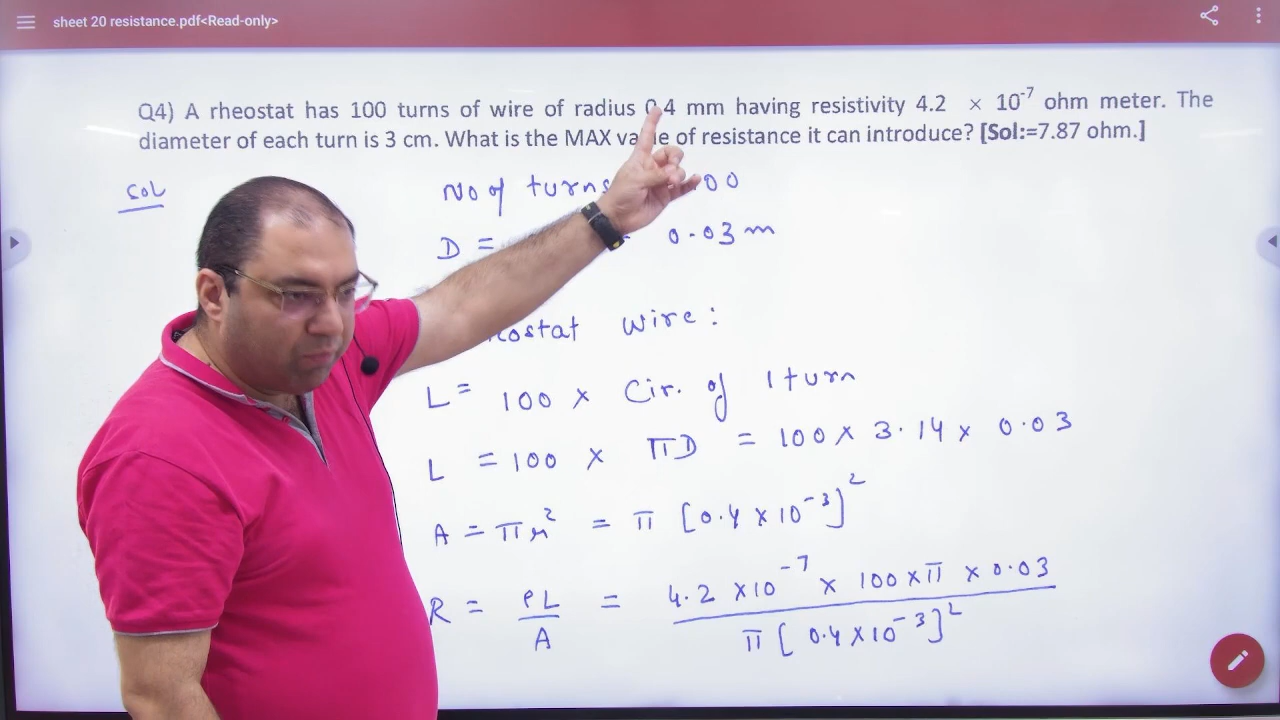 sheet 20 resistance.pdf<Read-only>
Q4) A rheostat has 100 turns of wire of radius 0.4 mm having resistivity 4.2 × 10⁻⁷ ohm meter. The
diameter of each turn is 3 cm. What is the MAX of resistance it can introduce? [Sol:=7.87 ohm.]
Sol
No of turns
D = 0.03 m
wire:
L = 100 × Cir. of 1 turn
L = 100 × πD = 100 × 3.14 × 0.03
A = πr² = π [0.4 × 10⁻³]²
R = ρL/A = 4.2 × 10⁻⁷ × 100 × π × 0.03 / π [0.4 × 10⁻³]²